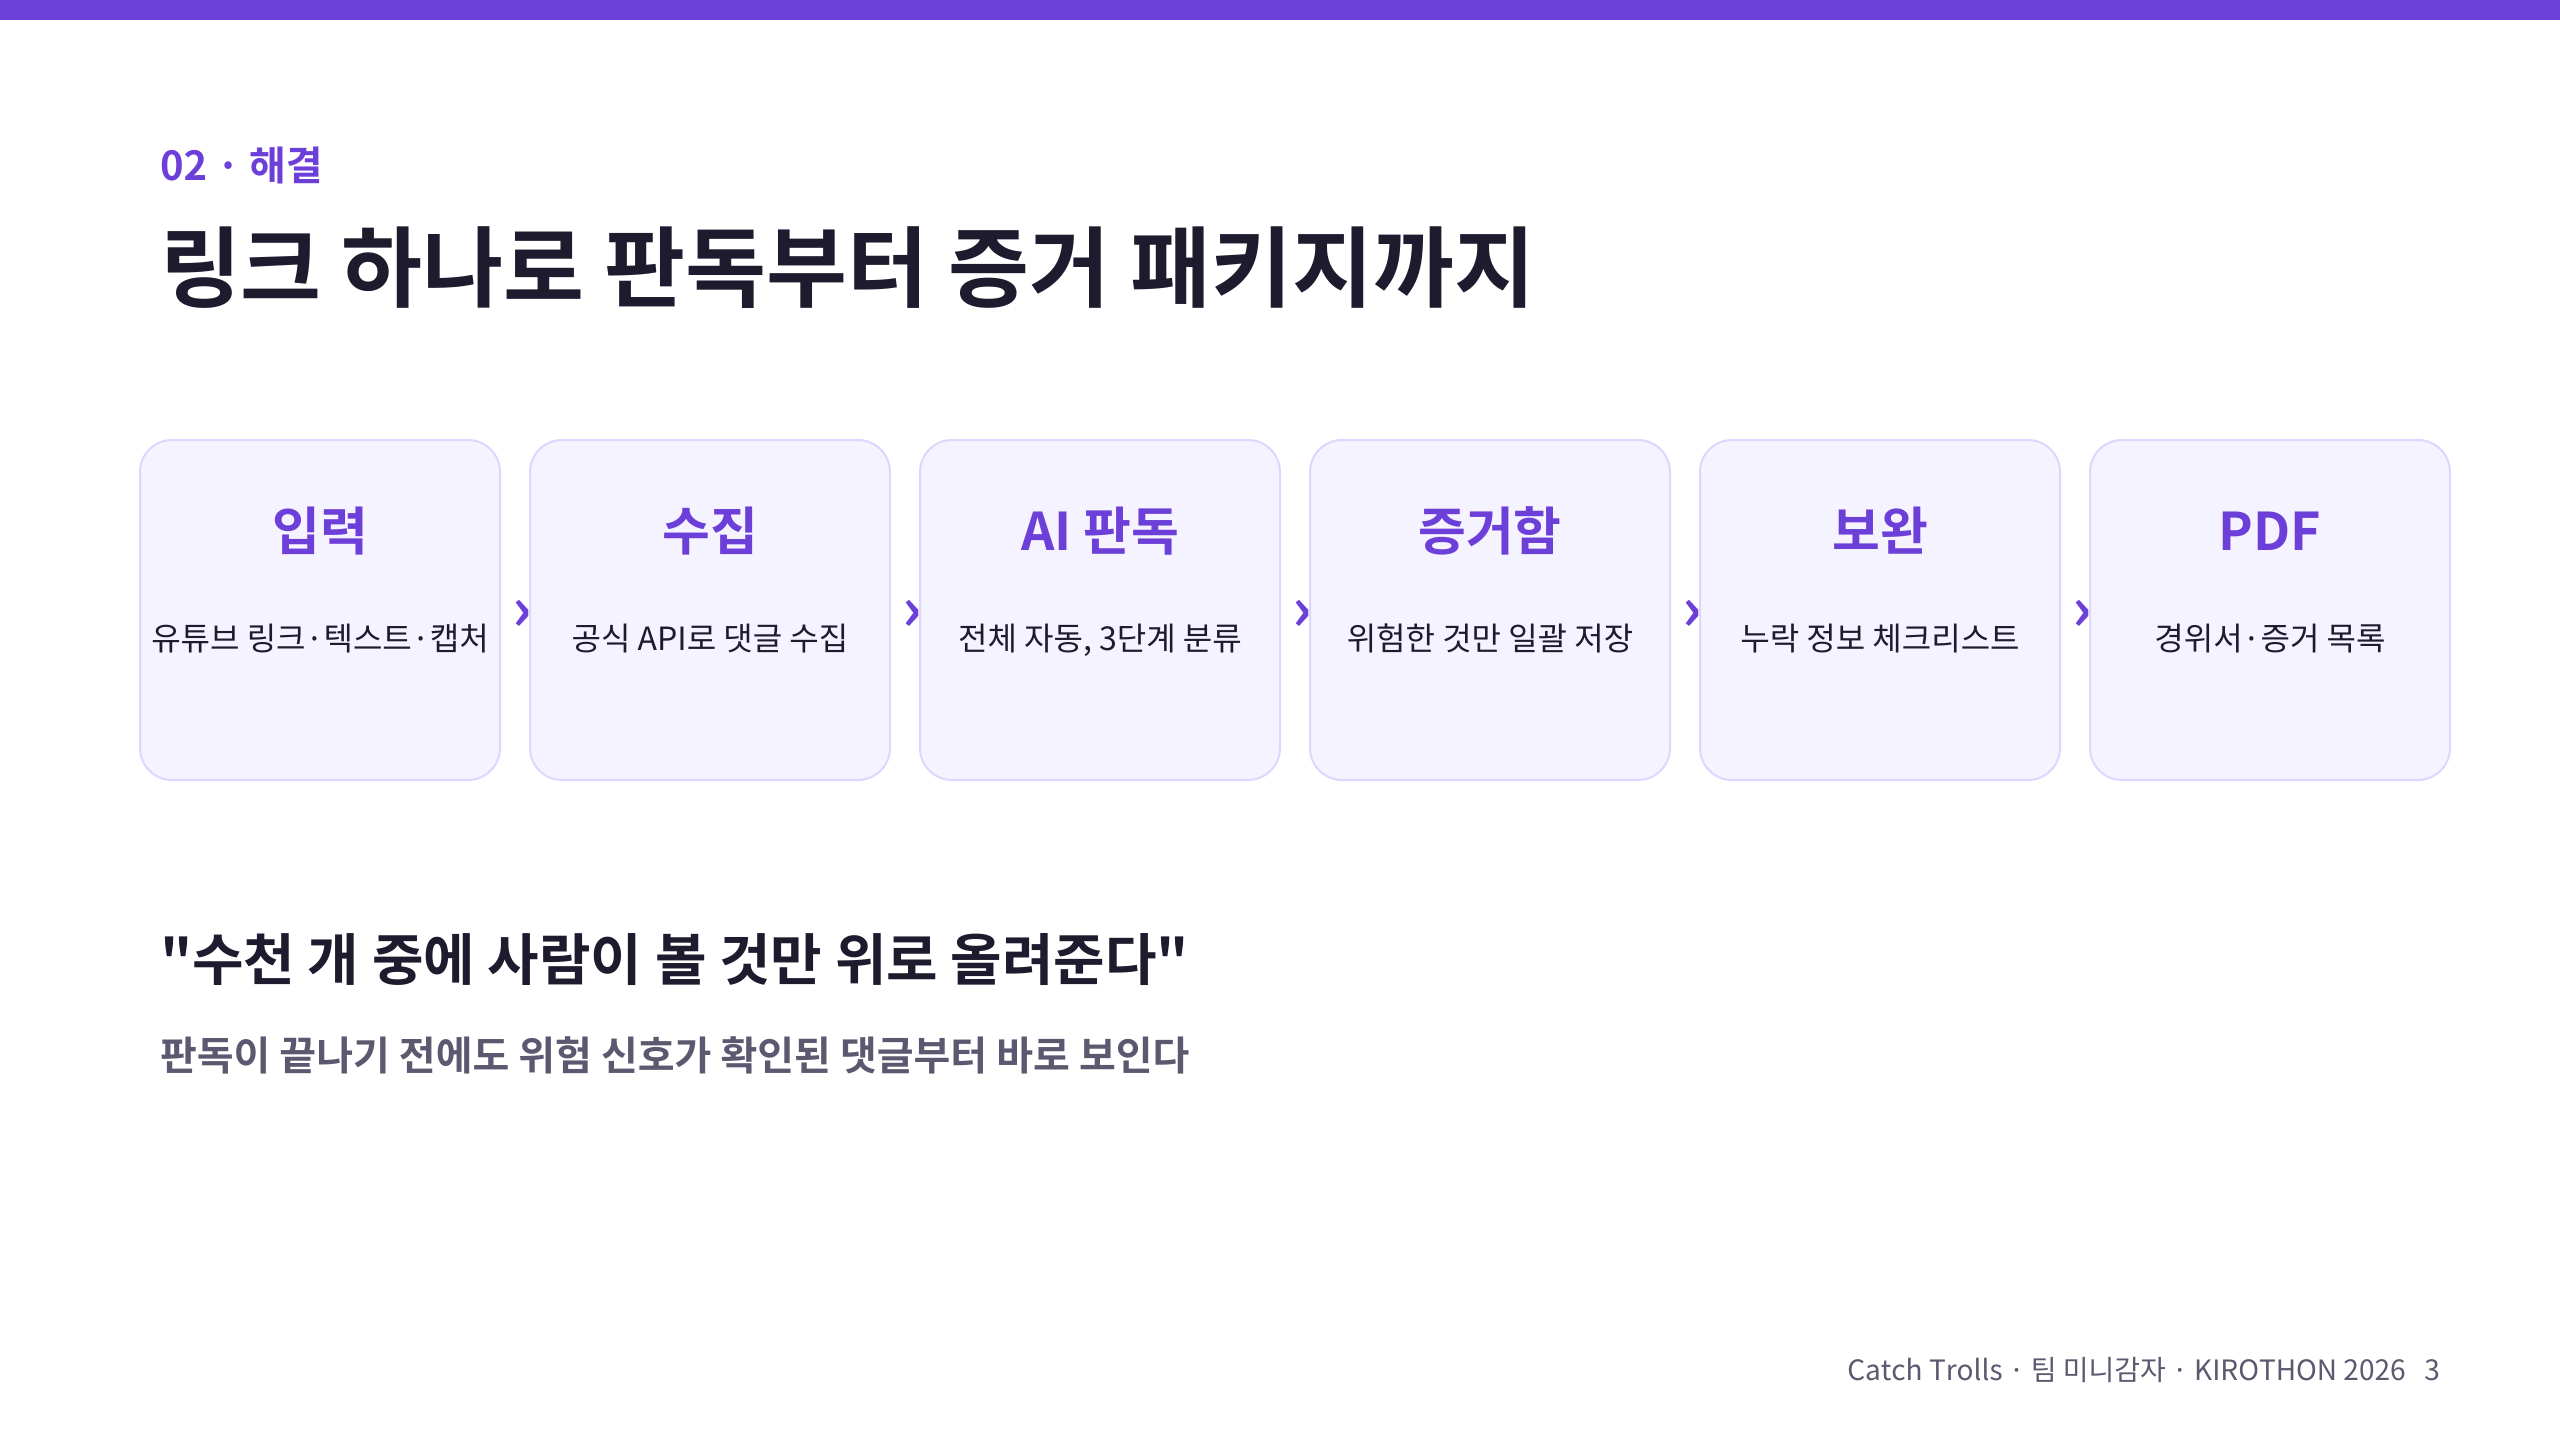 02 · 해결
링크 하나로 판독부터 증거 패키지까지
입력
유튜브 링크·텍스트·캡처
›
수집
공식 API로 댓글 수집
›
AI 판독
전체 자동, 3단계 분류
›
증거함
위험한 것만 일괄 저장
›
보완
누락 정보 체크리스트
›
PDF
경위서·증거 목록
"수천 개 중에 사람이 볼 것만 위로 올려준다"
판독이 끝나기 전에도 위험 신호가 확인된 댓글부터 바로 보인다
Catch Trolls · 팀 미니감자 · KIROTHON 2026 3